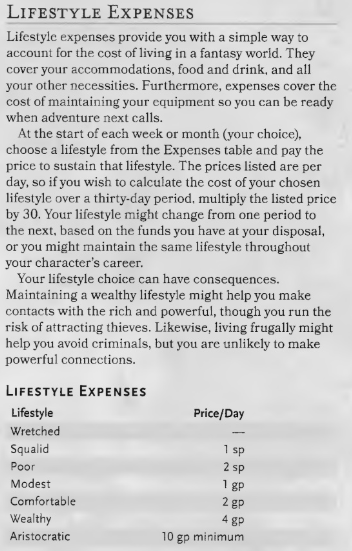 LIFESTYLE EXPENSES
Lifestyle expenses provide you with a simple way to
account for the cost of living in a fantasy world. They
cover your accommodations, food and drink, and all
your other necessities. Furthermore, expenses cover the
cost of maintaining your equipment so you can be ready
when adventure next calls.
At the start of each week or month (your choice),
choose a lifestyle from the Expenses table and pay the
price to sustain that lifestyle. The prices listed are per
day, so if you wish to calculate the cost of your chosen
lifestyle over a thirty-day period, multiply the listed price
by 30. Your lifestyle might change from one period to
the next, based on the funds you have at your disposal,
or you might maintain the same lifestyle throughout
your character's career.
Your lifestyle choice can have consequences.
Maintaining a wealthy lifestyle might help you make
contacts with the rich and powerful, though you run the
risk of attracting thieves. Likewise, living frugally might
help you avoid criminals, but you are unlikely to make
powerful connections.
LIFESTYLE EXPENSES
Lifestyle Price/Day
Wretched —
Squalid 1 sp
Poor 2 sp
Modest 1 gp
Comfortable 2 gp
Wealthy 4 gp
Aristocratic 10 gp minimum